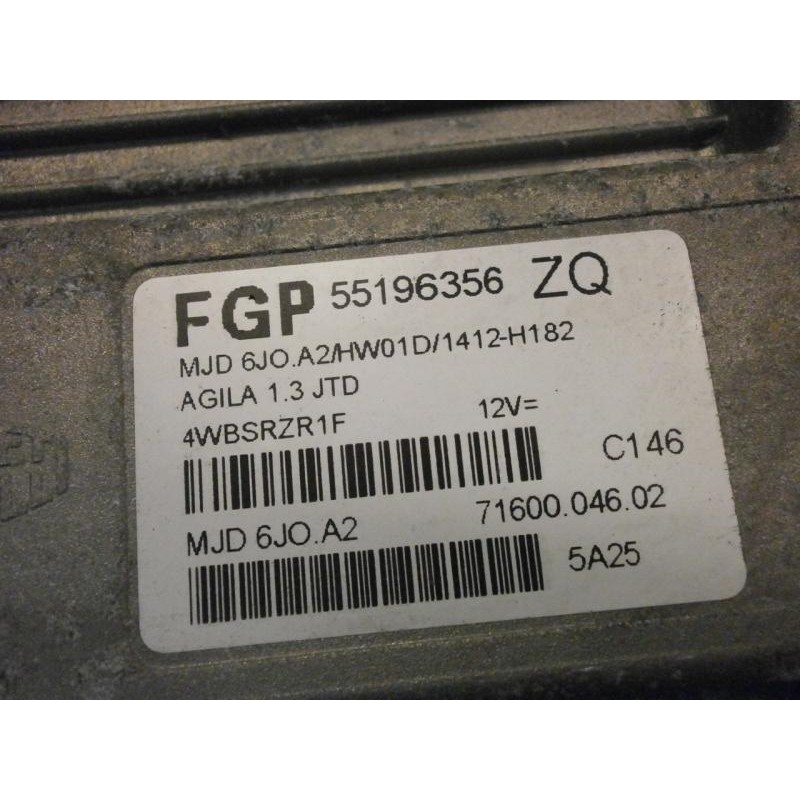 FGP 55196356 ZQ
MJD 6JO.A2/HW01D/1412-H182
AGILA 1.3 JTD
4WBSRZR1F 12V=
C146
MJD 6JO.A2 71600.046.02
5A25